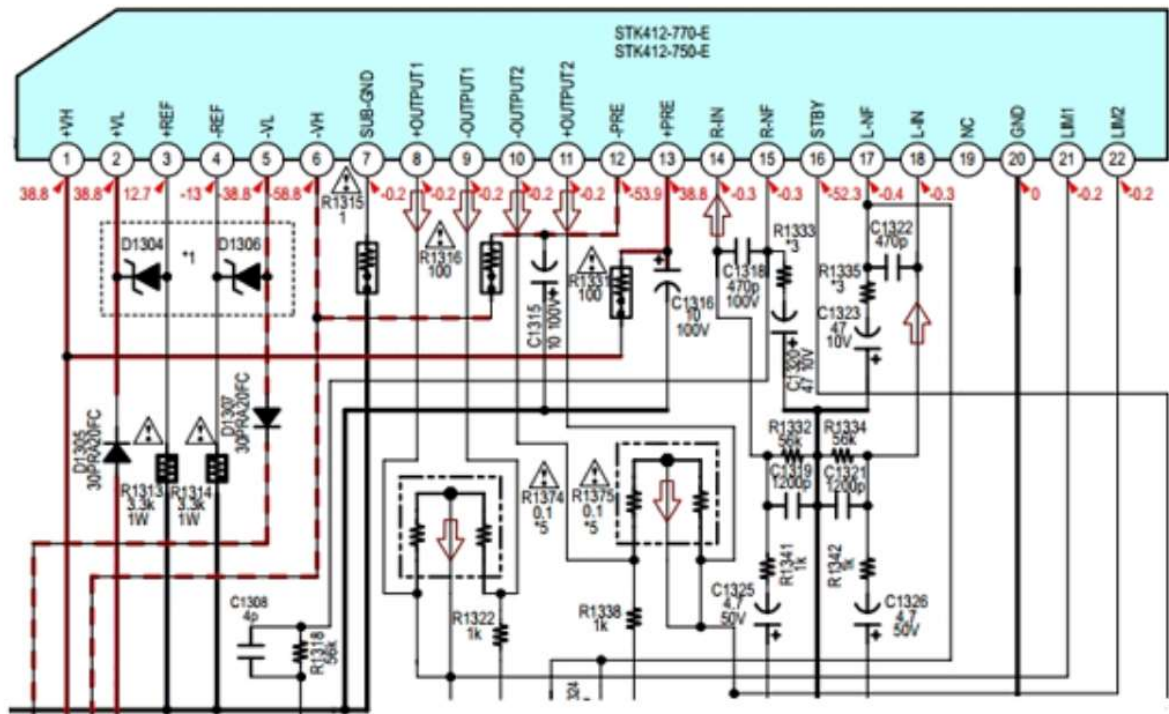 STK412-770-E
STK412-750-E
+VH
+VL
+REF
-REF
-VL
-VH
SUB-GND
+OUTPUT1
-OUTPUT1
-OUTPUT2
+OUTPUT2
-PRE
+PRE
R-IN
R-NF
STBY
L-NF
L-IN
NC
GND
LIM1
LIM2
1 2 3 4 5 6 7 8 9 10 11 12 13 14 15 16 17 18 19 20 21 22
38.8 38.8 12.7 -13 -38.8 -58.8 -0.2 -0.2 -0.2 -0.2 -0.2 -53.9 38.8 -0.3 -0.3 -52.3 -0.4 -0.3 0 -0.2 -0.2
R1315
1
D1304
*1
D1306
R1316
100
C1315
10 100V
R1331
100
C1316
10
100V
C1318
470p
100V
R1333
*3
C1320
47 10V
C1322
470p
R1335
*3
C1323
47
10V
D1305
30PRA20FC
D1307
30PRA20FC
R1313
3.3k
1W
R1314
3.3k
1W
R1374
0.1
*5
R1375
0.1
*5
R1332
56k
C1319
1200p
R1334
56k
C1321
1200p
R1341
1k
R1342
1k
C1325
4.7
50V
C1326
4.7
50V
C1308
4p
R1318
56k
R1322
1k
R1338
1k
324